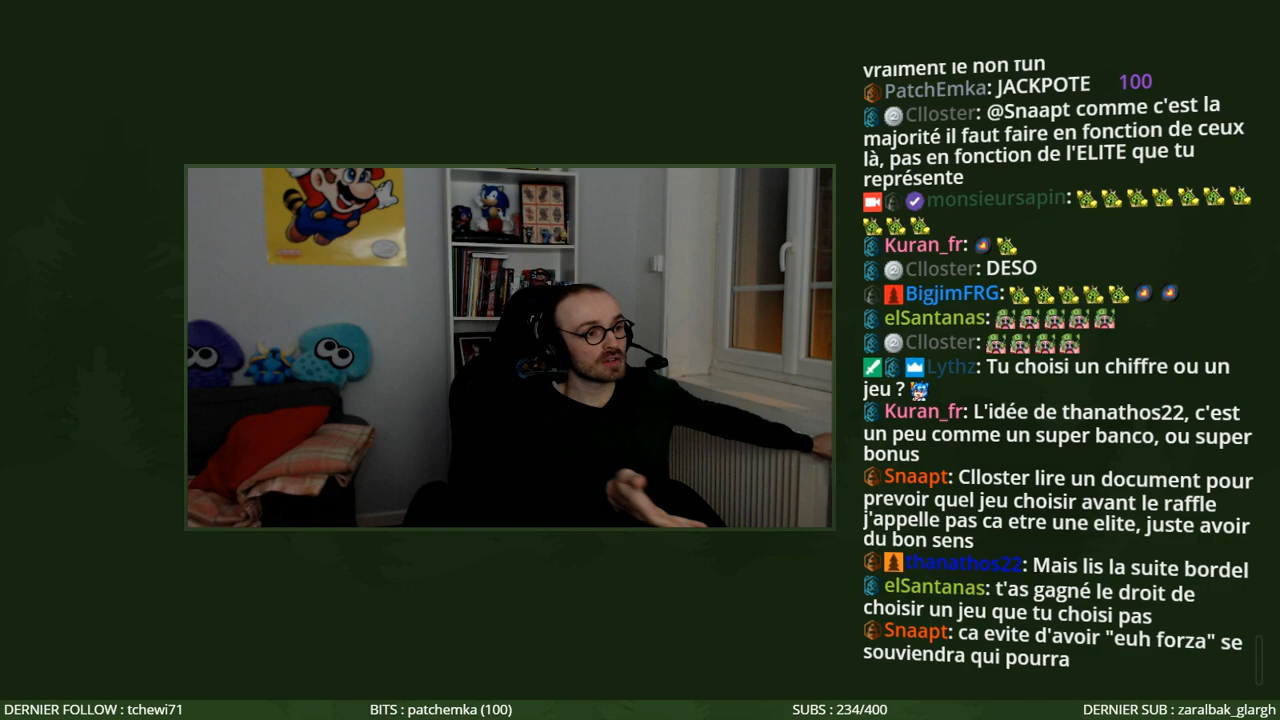 vraiment le non fun
PatchEmka: JACKPOTE 100
Clloster: @Snaapt comme c'est la
majorité il faut faire en fonction de ceux
là, pas en fonction de l'ELITE que tu
représente
monsieursapin:
Kuran_fr:
Clloster: DESO
BigjimFRG:
elSantanas:
Clloster:
Lythz: Tu choisi un chiffre ou un
jeu ?
Kuran_fr: L'idée de thanathos22, c'est
un peu comme un super banco, ou super
bonus
Snaapt: Clloster lire un document pour
prevoir quel jeu choisir avant le raffle
j'appelle pas ca etre une elite, juste avoir
du bon sens
thanathos22: Mais lis la suite bordel
elSantanas: t'as gagné le droit de
choisir un jeu que tu choisi pas
Snaapt: ca evite d'avoir "euh forza" se
souviendra qui pourra
DERNIER FOLLOW : tchewi71 BITS : patchemka (100) SUBS : 234/400 DERNIER SUB : zaralbak_glargh